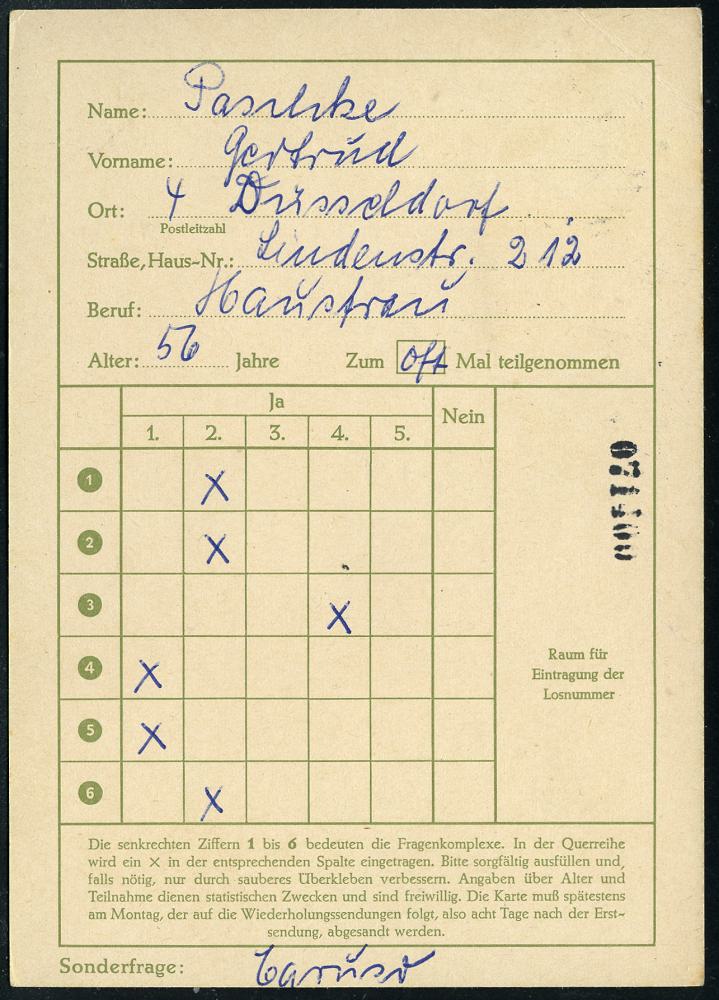 Name: Paschke
Vorname: Gertrud
Ort: 4 Düsseldorf
Postleitzahl
Straße, Haus-Nr.: Lindenstr. 212
Beruf: Hausfrau
Alter: 56 Jahre Zum oft Mal teilgenommen
Ja Nein
1. 2. 3. 4. 5.
1 X
2 X
3 X
4 X
5 X
6 X
Raum für
Eintragung der
Losnummer
Die senkrechten Ziffern 1 bis 6 bedeuten die Fragenkomplexe. In der Querreihe
wird ein × in der entsprechenden Spalte eingetragen. Bitte sorgfältig ausfüllen und,
falls nötig, nur durch sauberes Überkleben verbessern. Angaben über Alter und
Teilnahme dienen statistischen Zwecken und sind freiwillig. Die Karte muß spätestens
am Montag, der auf die Wiederholungssendungen folgt, also acht Tage nach der Erst-
sendung, abgesandt werden.
Sonderfrage: Caruso